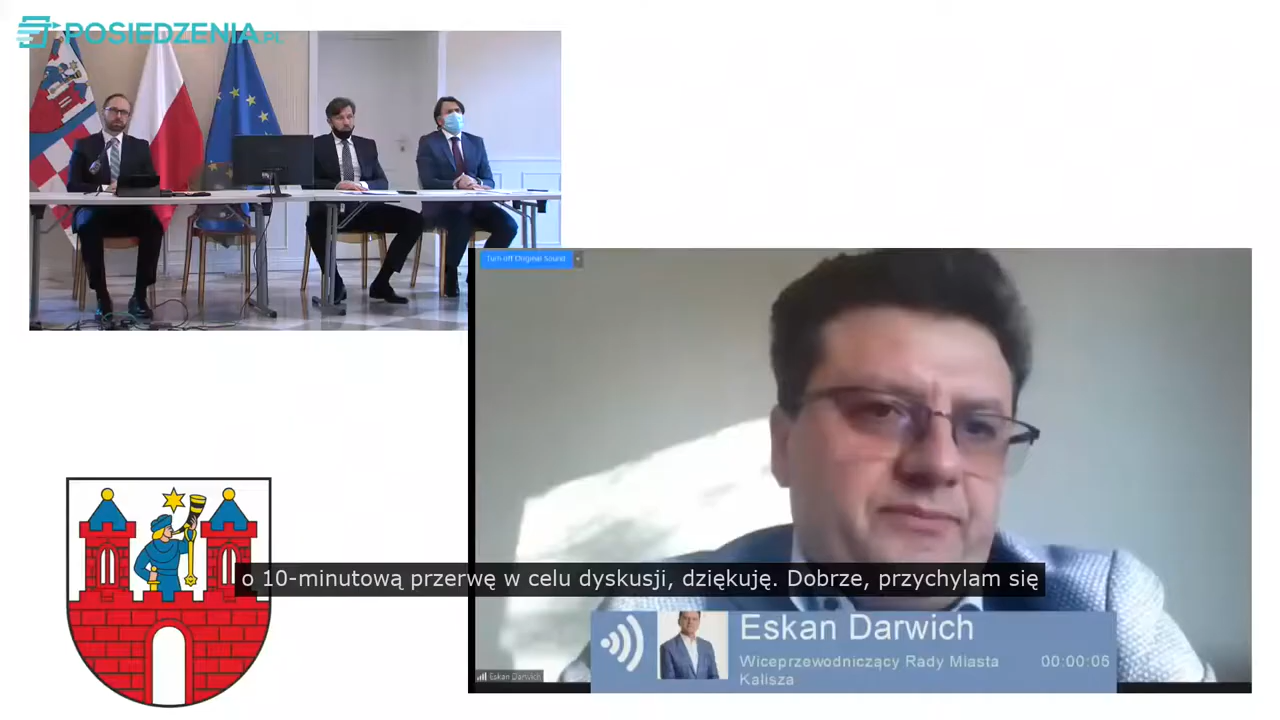 POSIEDZENIA.PL
Turn off Original Sound
o 10-minutową przerwę w celu dyskusji, dziękuję. Dobrze, przychylam się
Eskan Darwich
Wiceprzewodniczący Rady Miasta
Kalisza
00:00:06
Eskan Darwich